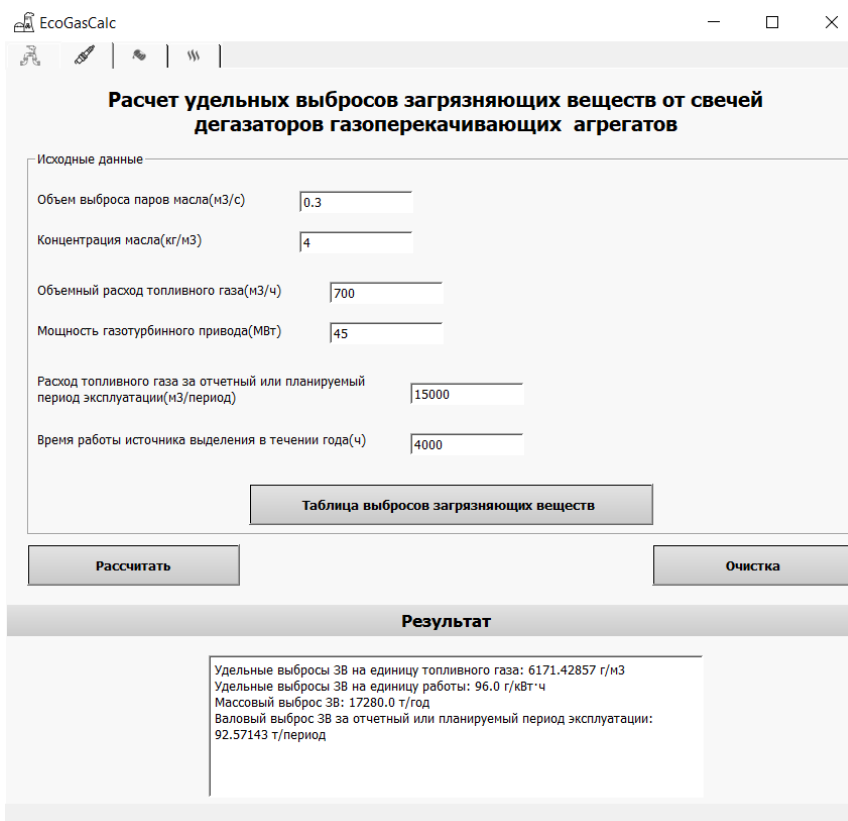 EcoGasCalc
Расчет удельных выбросов загрязняющих веществ от свечей
дегазаторов газоперекачивающих агрегатов
Исходные данные
Объем выброса паров масла(м3/с)
0.3
Концентрация масла(кг/м3)
4
Объемный расход топливного газа(м3/ч)
700
Мощность газотурбинного привода(МВт)
45
Расход топливного газа за отчетный или планируемый
период эксплуатации(м3/период)
15000
Время работы источника выделения в течении года(ч)
4000
Таблица выбросов загрязняющих веществ
Рассчитать
Очистка
Результат
Удельные выбросы ЗВ на единицу топливного газа: 6171.42857 г/м3
Удельные выбросы ЗВ на единицу работы: 96.0 г/кВт·ч
Массовый выброс ЗВ: 17280.0 т/год
Валовый выброс ЗВ за отчетный или планируемый период эксплуатации:
92.57143 т/период